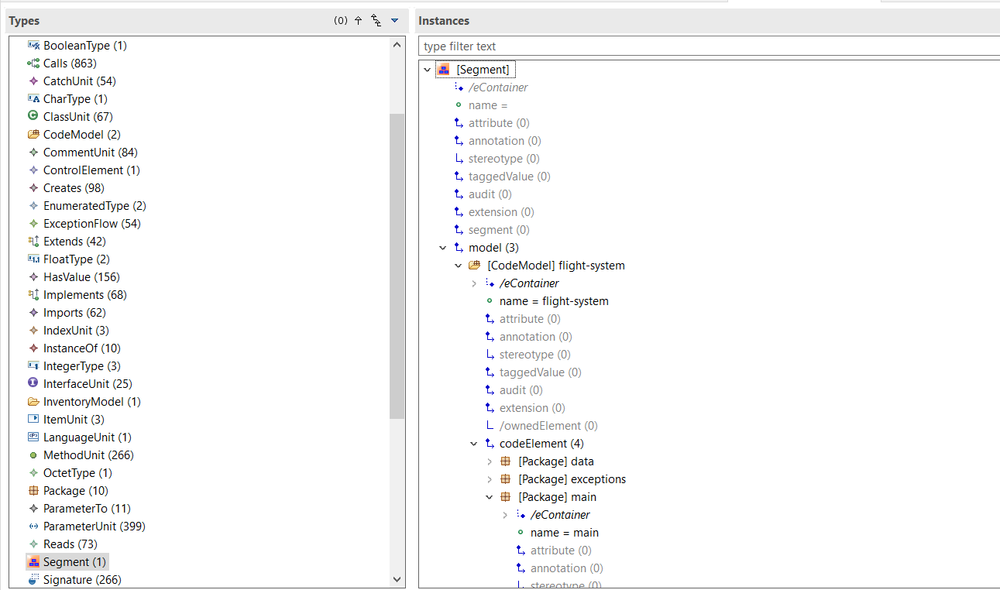 Types
(0)
BooleanType (1)
Calls (863)
CatchUnit (54)
CharType (1)
ClassUnit (67)
CodeModel (2)
CommentUnit (84)
ControlElement (1)
Creates (98)
EnumeratedType (2)
ExceptionFlow (54)
Extends (42)
FloatType (2)
HasValue (156)
Implements (68)
Imports (62)
IndexUnit (3)
InstanceOf (10)
IntegerType (3)
InterfaceUnit (25)
InventoryModel (1)
ItemUnit (3)
LanguageUnit (1)
MethodUnit (266)
OctetType (1)
Package (10)
ParameterTo (11)
ParameterUnit (399)
Reads (73)
Segment (1)
Signature (266)
Instances
type filter text
[Segment]
/eContainer
name =
attribute (0)
annotation (0)
stereotype (0)
taggedValue (0)
audit (0)
extension (0)
segment (0)
model (3)
[CodeModel] flight-system
/eContainer
name = flight-system
attribute (0)
annotation (0)
stereotype (0)
taggedValue (0)
audit (0)
extension (0)
/ownedElement (0)
codeElement (4)
[Package] data
[Package] exceptions
[Package] main
/eContainer
name = main
attribute (0)
annotation (0)
stereotype (0)